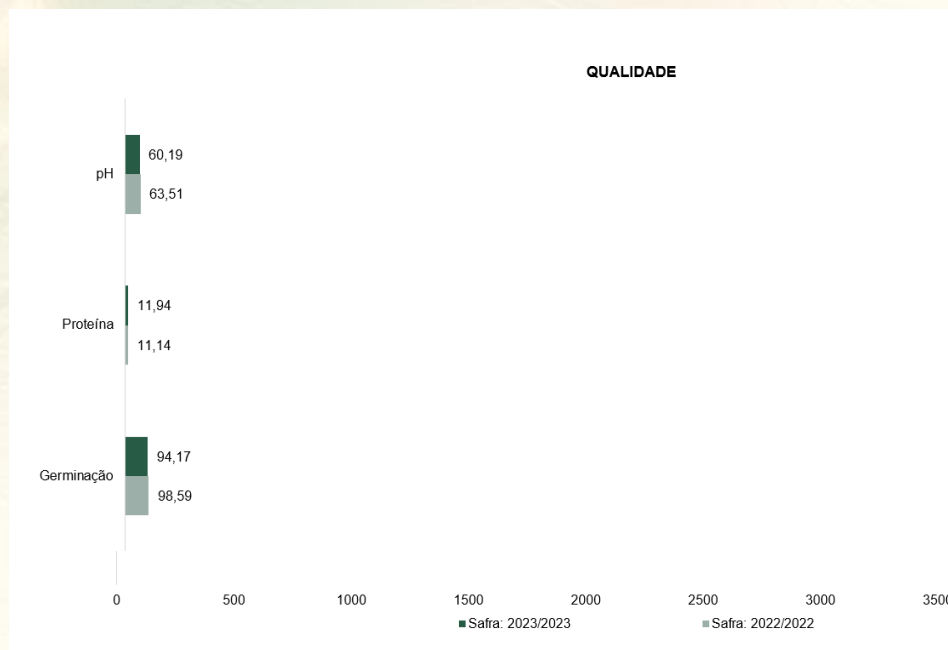 QUALIDADE
pH
60,19
63,51
Proteína
11,94
11,14
Germinação
94,17
98,59
0 500 1000 1500 2000 2500 3000 3500
Safra: 2023/2023 Safra: 2022/2022